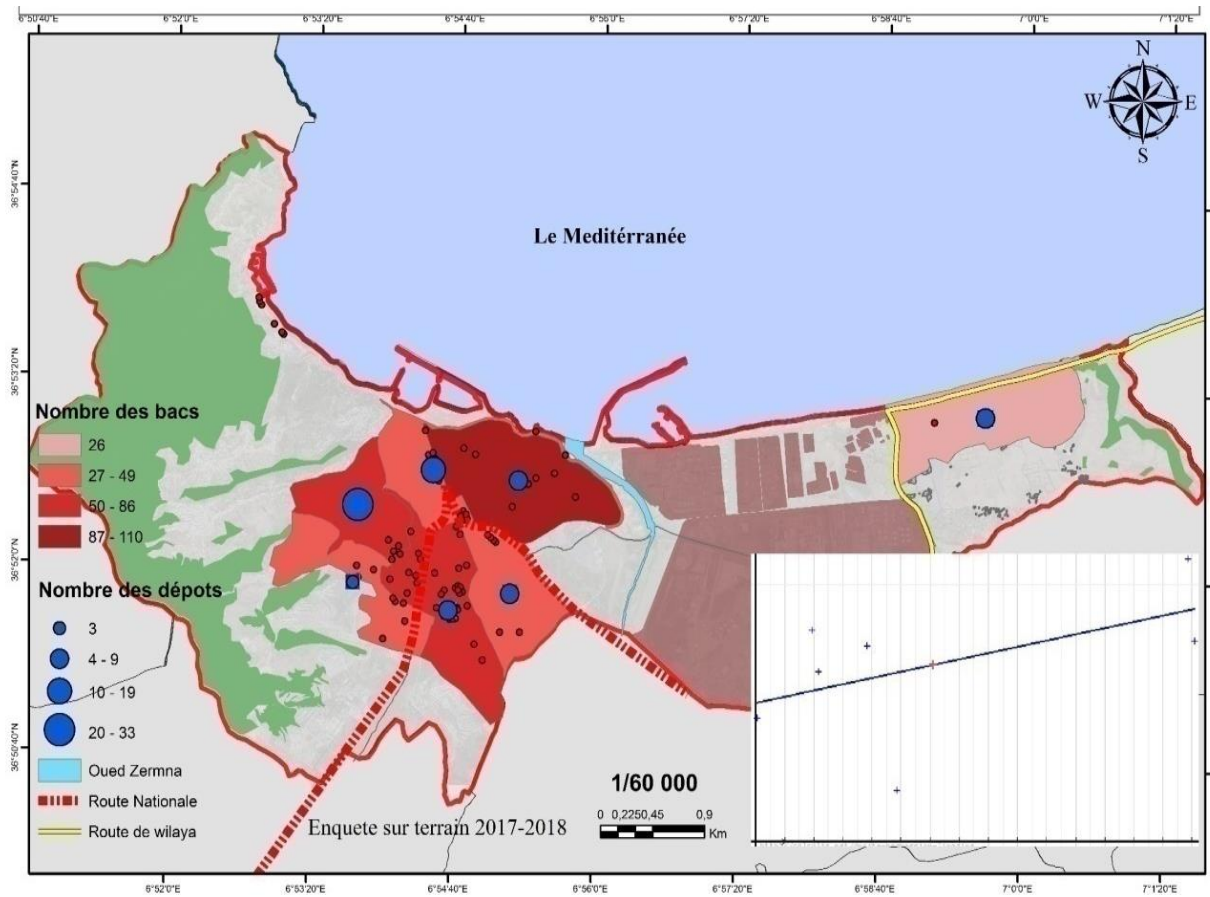 6°50'40"E 6°52'0"E 6°53'20"E 6°54'40"E 6°56'0"E 6°57'20"E 6°58'40"E 7°0'0"E 7°1'20"E
N
W E
S
36°54'40"N
Le Meditérranée
36°53'20"N
Nombre des bacs
26
27 - 49
50 - 86
87 - 110
36°52'0"N
Nombre des dépots
3
4 - 9
10 - 19
20 - 33
36°50'40"N
Oued Zermna
Route Nationale
Route de wilaya
Enquete sur terrain 2017-2018
1/60 000
0 0,2250,45 0,9
Km
6°52'0"E 6°53'20"E 6°54'40"E 6°56'0"E 6°57'20"E 6°58'40"E 7°0'0"E 7°1'20"E